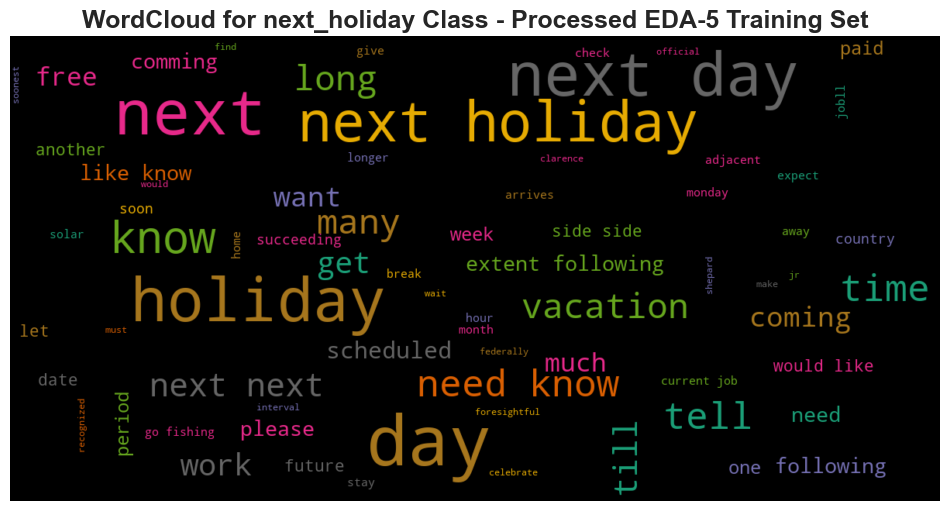 WordCloud for next_holiday Class - Processed EDA-5 Training Set
find
give
check
official
paid
comming
soonest
free
long
next day
jobll
next
next holiday
another
longer
clarence
adjacent
like know
would
expect
want
arrives
monday
soon
many
solar
know
home
succeeding
week
side side
away
country
get
break
extent following
shepard
jr
make
holiday
wait
vacation
time
hour
coming
let
must
month
scheduled
federally
much
would like
date
next next
need know
current job
recognized
period
interval
foresightful
tell
need
go fishing
please
day
till
work
future
celebrate
one
following
stay